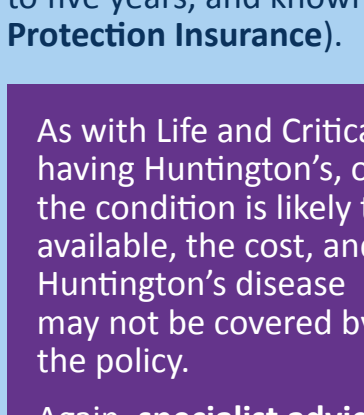 to five years, and known
Protection Insurance).
As with Life and Critica
having Huntington's, o
the condition is likely t
available, the cost, and
Huntington's disease
may not be covered by
the policy.
Again, specialist advi